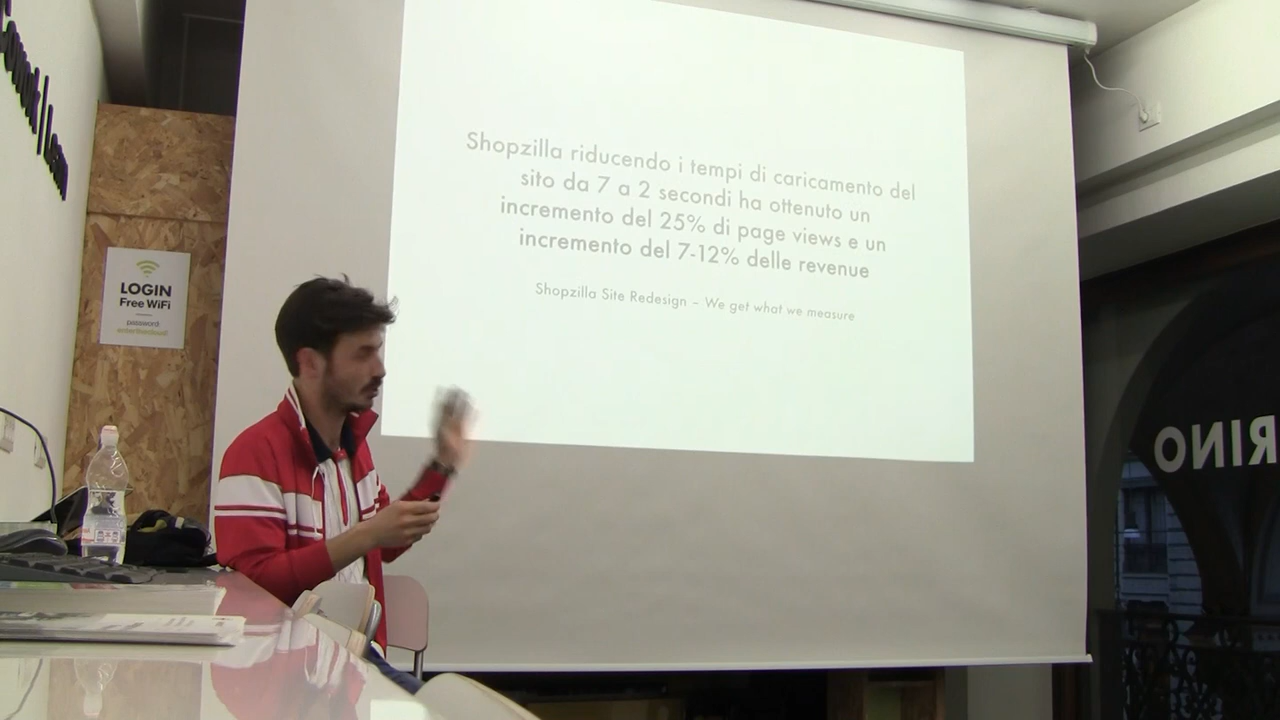 LOGIN
Free WiFi
password:
Shopzilla riducendo i tempi di caricamento del
sito da 7 a 2 secondi ha ottenuto un
incremento del 25% di page views e un
incremento del 7-12% delle revenue
Shopzilla Site Redesign – We get what we measure
RINO